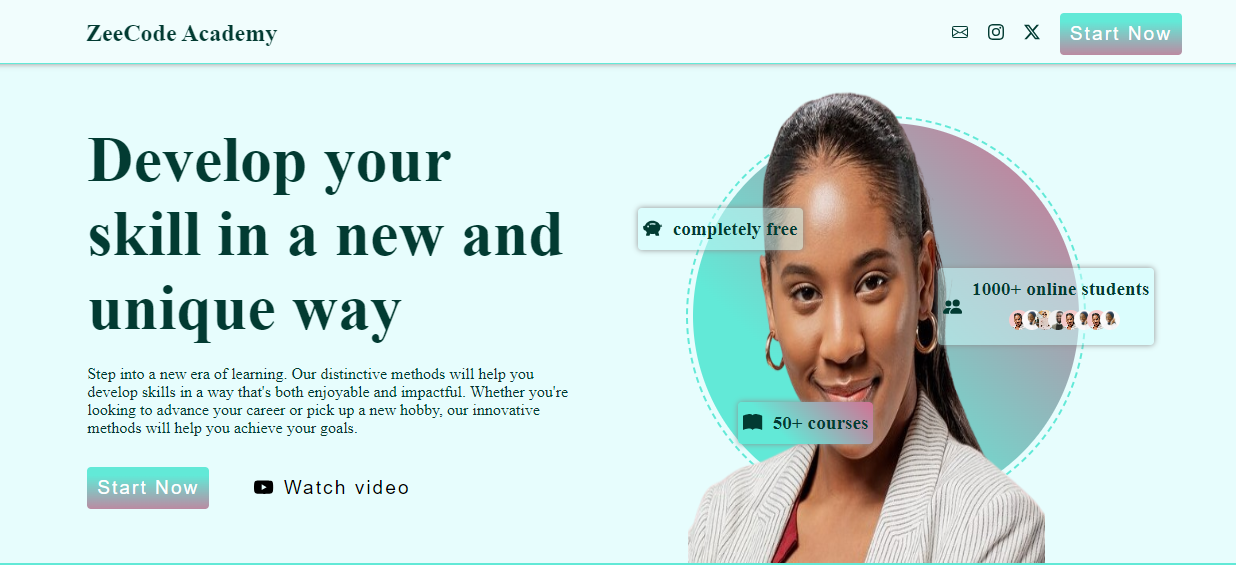 ZeeCode Academy
Start Now
Develop your
skill in a new and
unique way
Step into a new era of learning. Our distinctive methods will help you
develop skills in a way that's both enjoyable and impactful. Whether you're
looking to advance your career or pick up a new hobby, our innovative
methods will help you achieve your goals.
Start Now
Watch video
completely free
1000+ online students
50+ courses